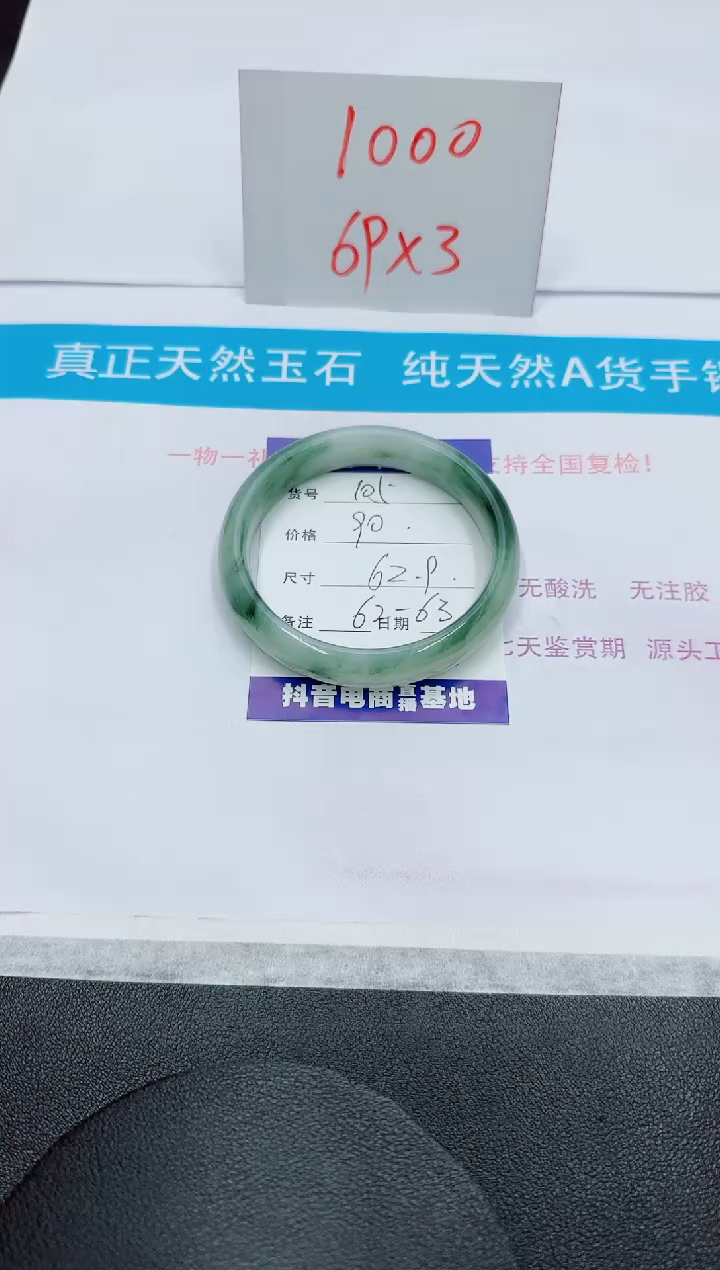 1000
6P×3
真正天然玉石 纯天然A货手
一物一 支持全国复检!
货号 105
价格 90.
尺寸 62.P.
备注 62-63 日期
无酸洗 无注胶
七天鉴赏期 源头
抖音电商直播基地